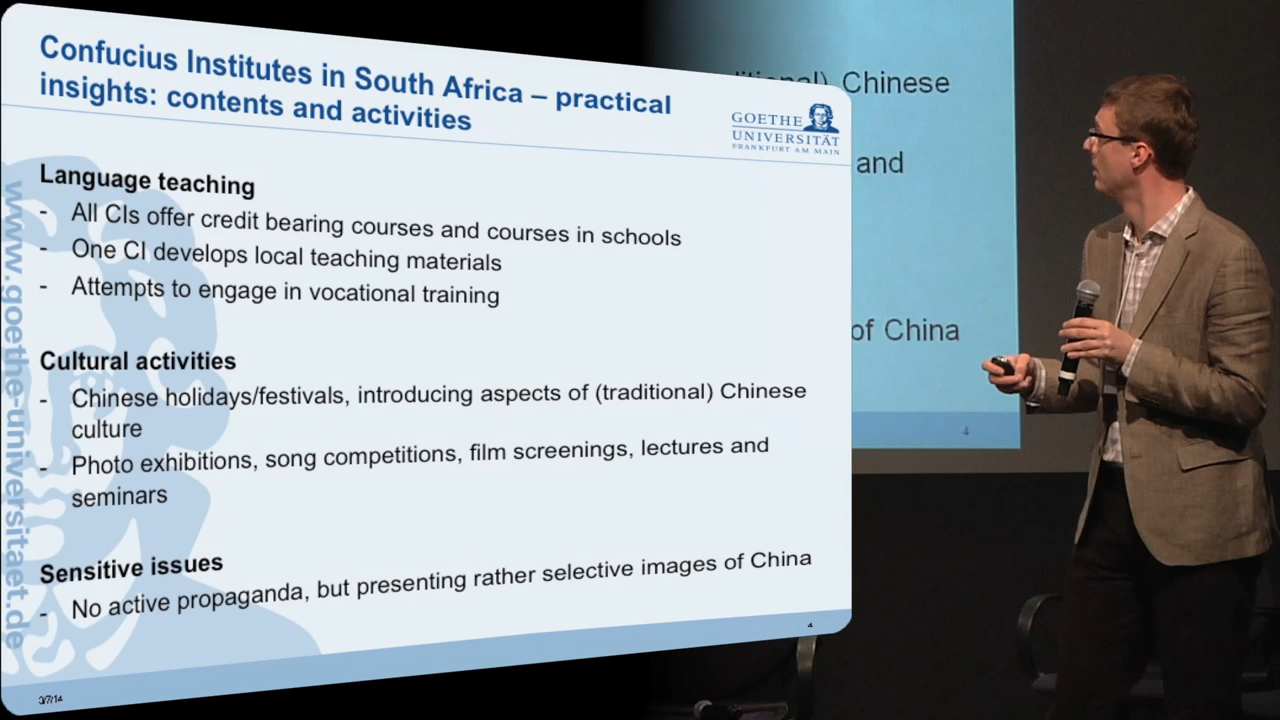 Confucius Institutes in South Africa – practical
insights: contents and activities
GOETHE
UNIVERSITÄT
FRANKFURT AM MAIN
Language teaching
- All CIs offer credit bearing courses and courses in schools
- One CI develops local teaching materials
- Attempts to engage in vocational training
Cultural activities
- Chinese holidays/festivals, introducing aspects of (traditional) Chinese
culture
- Photo exhibitions, song competitions, film screenings, lectures and
seminars
Sensitive issues
- No active propaganda, but presenting rather selective images of China
4
www.goethe-universitaet.de
3/7/14
Chinese
and
of China
4